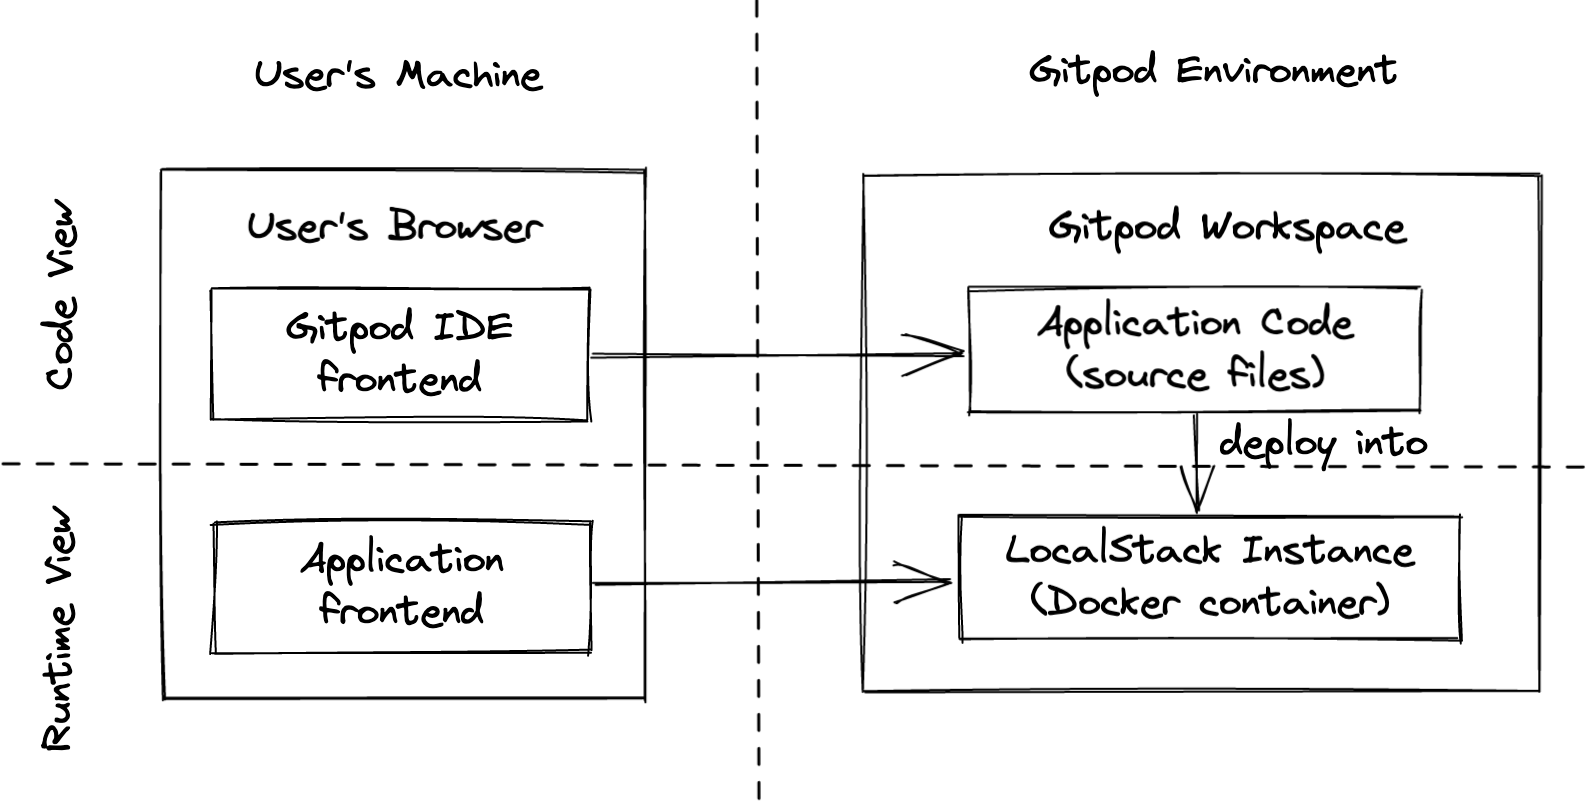 User's Machine
Gitpod Environment
Code View
User's Browser
Gitpod IDE
frontend
Gitpod Workspace
Application Code
(source files)
deploy into
Runtime View
Application
frontend
LocalStack Instance
(Docker container)